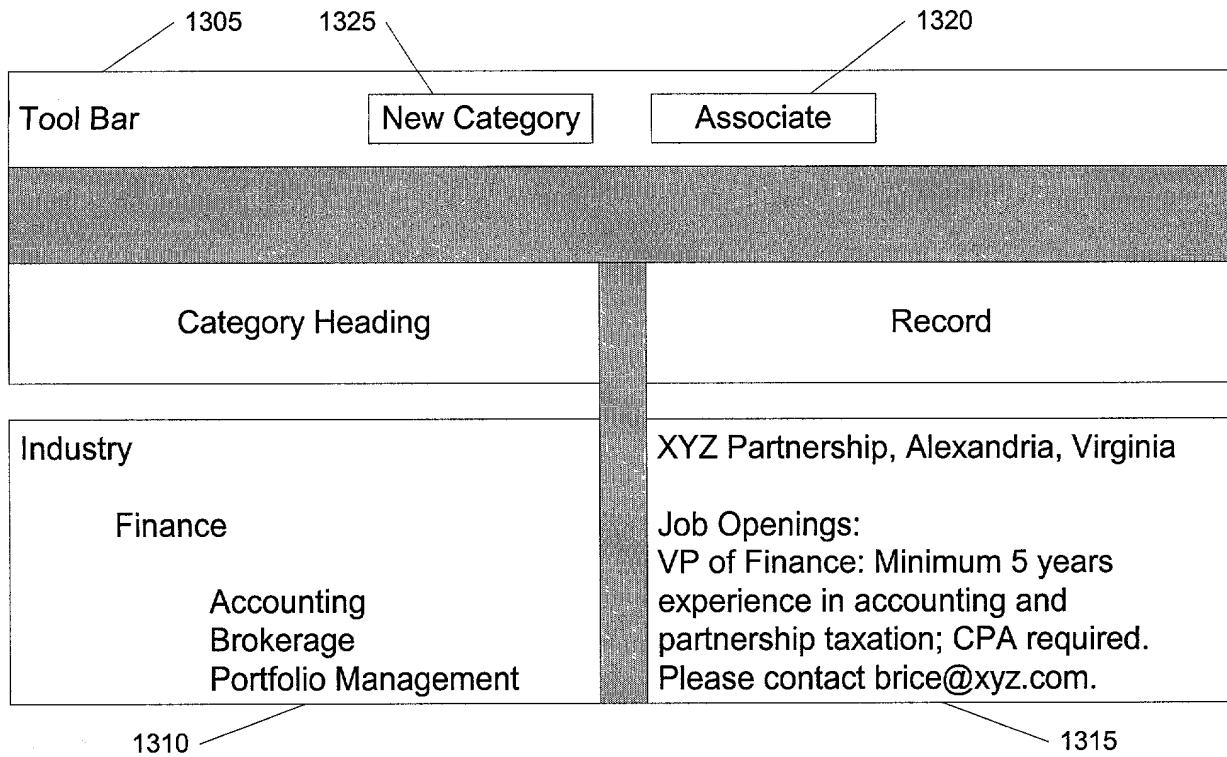 1305 1325 1320
Tool Bar New Category Associate
Category Heading Record
Industry
Finance
Accounting
Brokerage
Portfolio Management
XYZ Partnership, Alexandria, Virginia
Job Openings:
VP of Finance: Minimum 5 years
experience in accounting and
partnership taxation; CPA required.
Please contact brice@xyz.com.
1310 1315